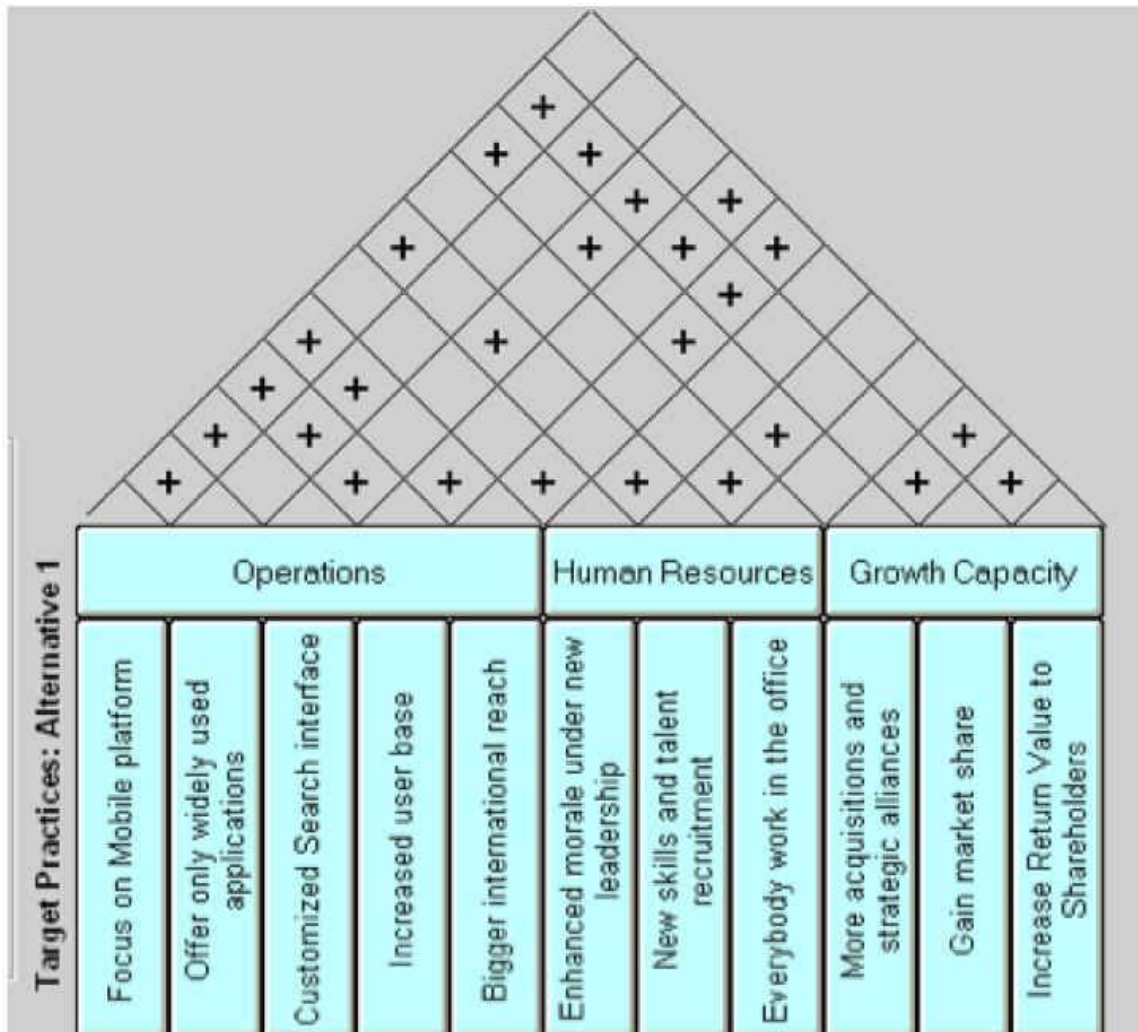 +
+ +
+ +
+ + + +
+
+ + +
+ +
+ + + +
+ + + + + + + +
Operations Human Resources Growth Capacity
Target Practices: Alternative 1
Focus on Mobile platform
Offer only widely used
applications
Customized Search interface
Increased user base
Bigger international reach
Enhanced morale under new
leadership
New skills and talent
recruitment
Everybody work in the office
More acquisitions and
strategic alliances
Gain market share
Increase Return Value to
Shareholders